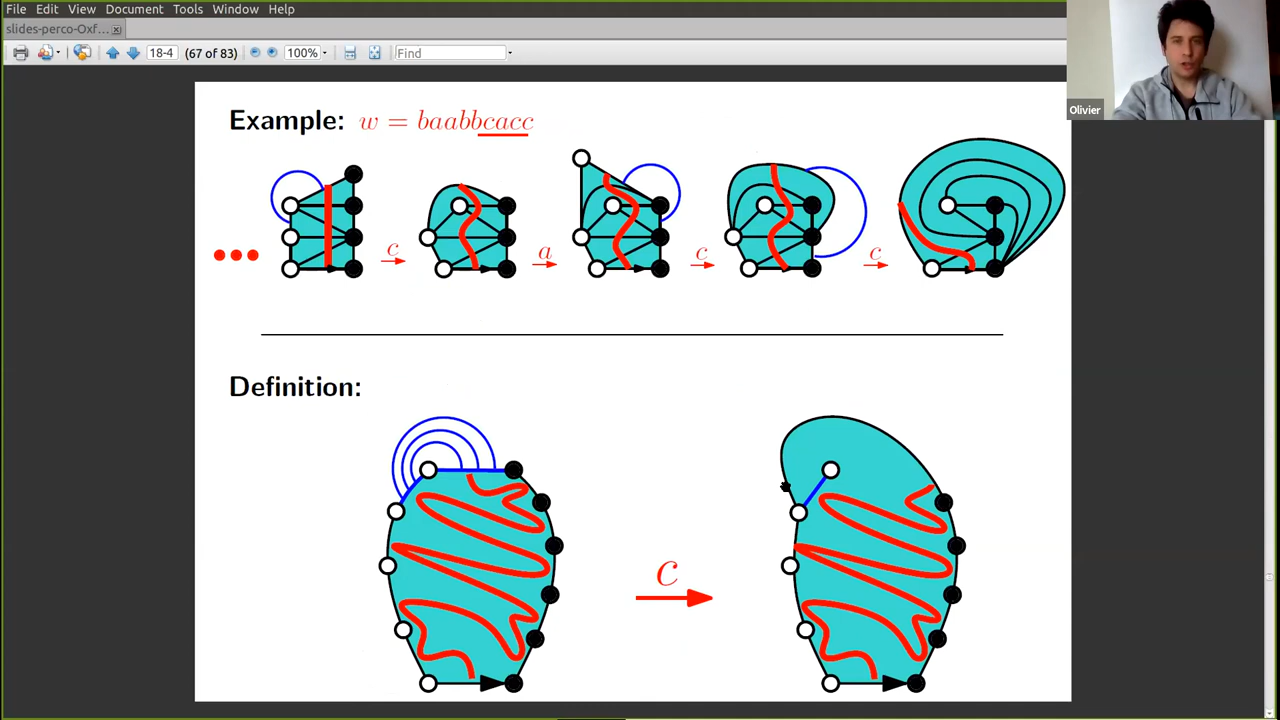 File Edit View Document Tools Window Help
slides-perco-Oxf...
18-4 (67 of 83) 100% Find
Olivier
Example: w = baabbcacc
c a c c
Definition:
c